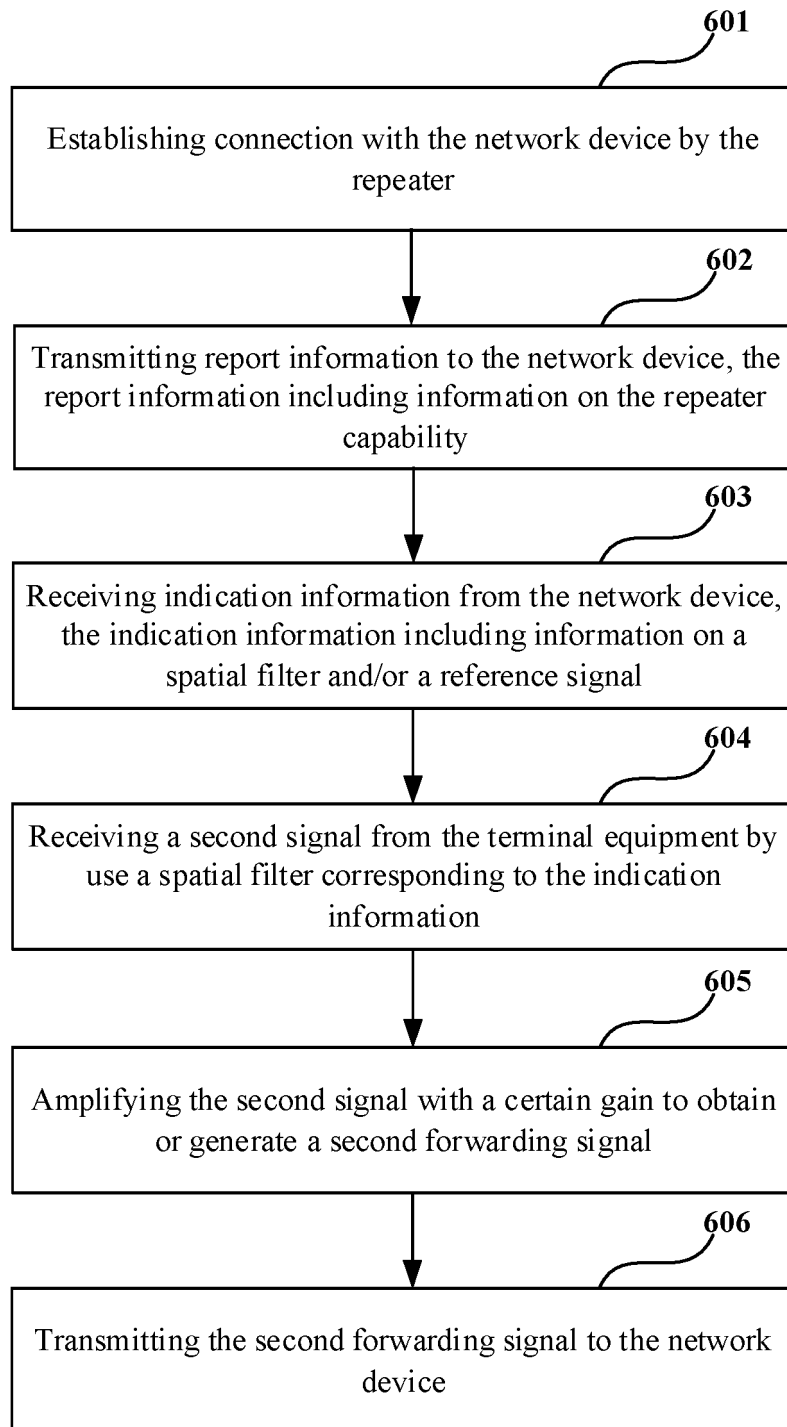 601
Establishing connection with the network device by the
repeater
602
Transmitting report information to the network device, the
report information including information on the repeater
capability
603
Receiving indication information from the network device,
the indication information including information on a
spatial filter and/or a reference signal
604
Receiving a second signal from the terminal equipment by
use a spatial filter corresponding to the indication
information
605
Amplifying the second signal with a certain gain to obtain
or generate a second forwarding signal
606
Transmitting the second forwarding signal to the network
device